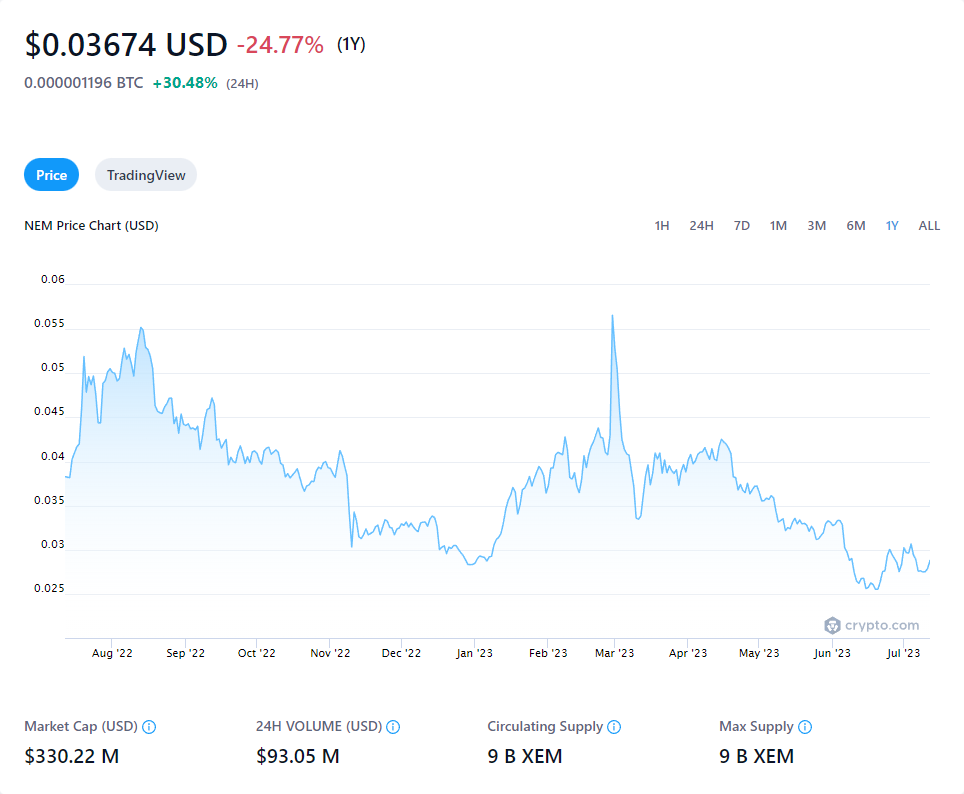 $0.03674 USD -24.77% (1Y)
0.000001196 BTC +30.48% (24H)
Price TradingView
NEM Price Chart (USD) 1H 24H 7D 1M 3M 6M 1Y ALL
0.06
0.055
0.05
0.045
0.04
0.035
0.03
0.025
crypto.com
Aug '22 Sep '22 Oct '22 Nov '22 Dec '22 Jan '23 Feb '23 Mar '23 Apr '23 May '23 Jun '23 Jul '23
Market Cap (USD) 24H VOLUME (USD) Circulating Supply Max Supply
$330.22 M $93.05 M 9 B XEM 9 B XEM